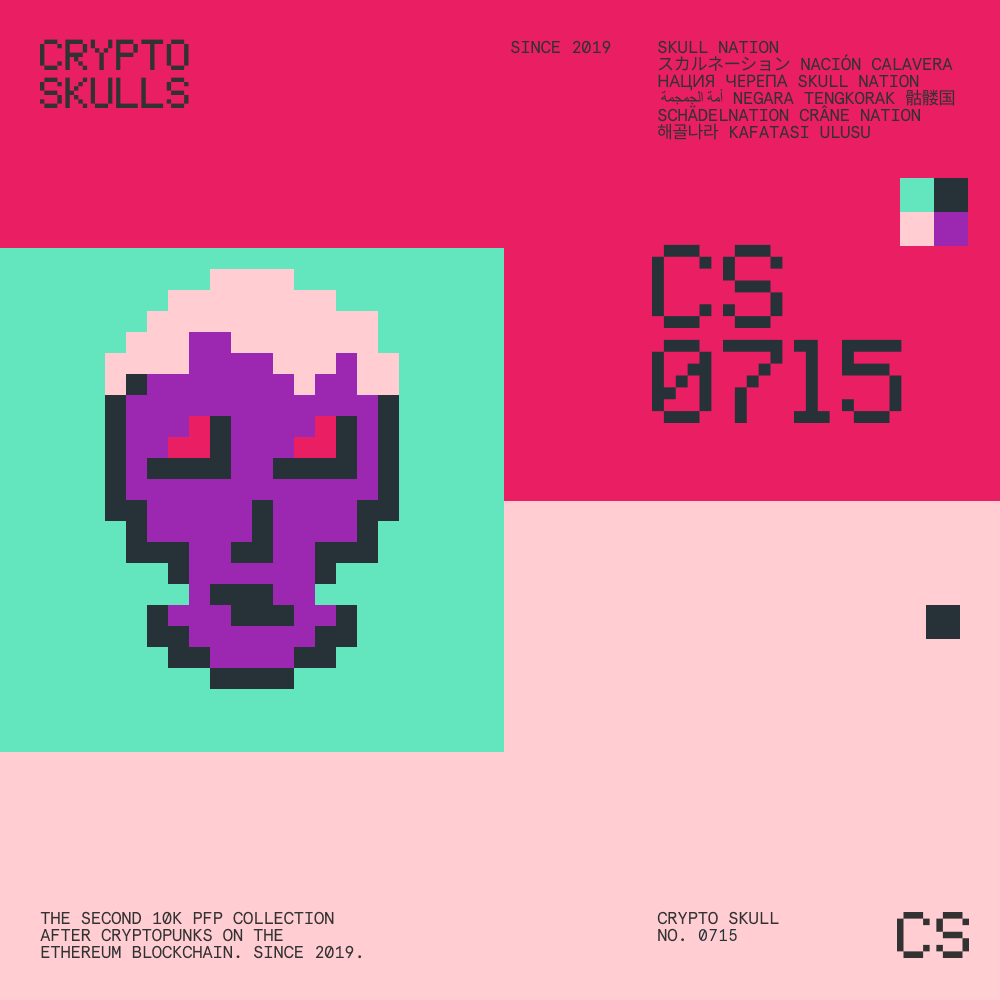 CRYPTO
SKULLS
SINCE 2019
SKULL NATION
スカルネーション NACIÓN CALAVERA
НАЦИЯ ЧЕРЕПА SKULL NATION
أمة الجمجمة NEGARA TENGKORAK 骷髅国
SCHÄDELNATION CRÂNE NATION
해골나라 KAFATASI ULUSU
CS
0715
THE SECOND 10K PFP COLLECTION
AFTER CRYPTOPUNKS ON THE
ETHEREUM BLOCKCHAIN. SINCE 2019.
CRYPTO SKULL
NO. 0715
CS